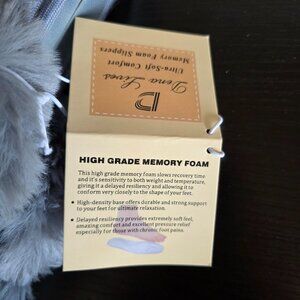 D
Dena Lives
Ultra-Soft Comfort
Memory Foam Slippers
HIGH GRADE MEMORY FOAM
This high grade memory foam slows recovery time
and it's sensitivity to both weight and temperature,
giving it a delayed resiliency and allowing it to
conform very closely to the shape of your feet.
• High-density base offers durable and strong support
to your feet for ultimate relaxation.
• Delayed resiliency provides extremely soft feel,
amazing comfort and excellent pressure relief
especially for those with chronic foot pains.